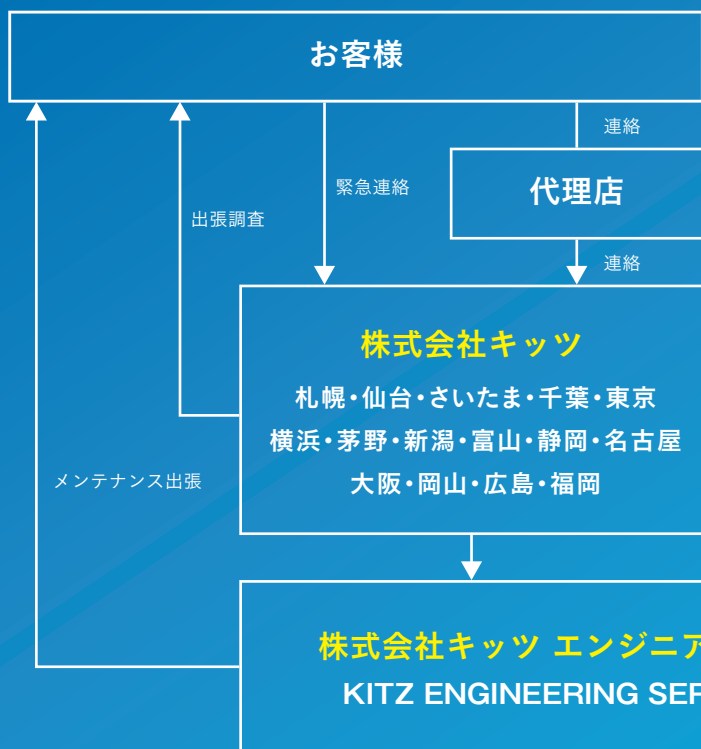 お客様
連絡
代理店
緊急連絡
出張調査
連絡
株式会社キッツ
札幌・仙台・さいたま・千葉・東京
横浜・茅野・新潟・富山・静岡・名古屋
大阪・岡山・広島・福岡
メンテナンス出張
株式会社キッツ エンジニア
KITZ ENGINEERING SER